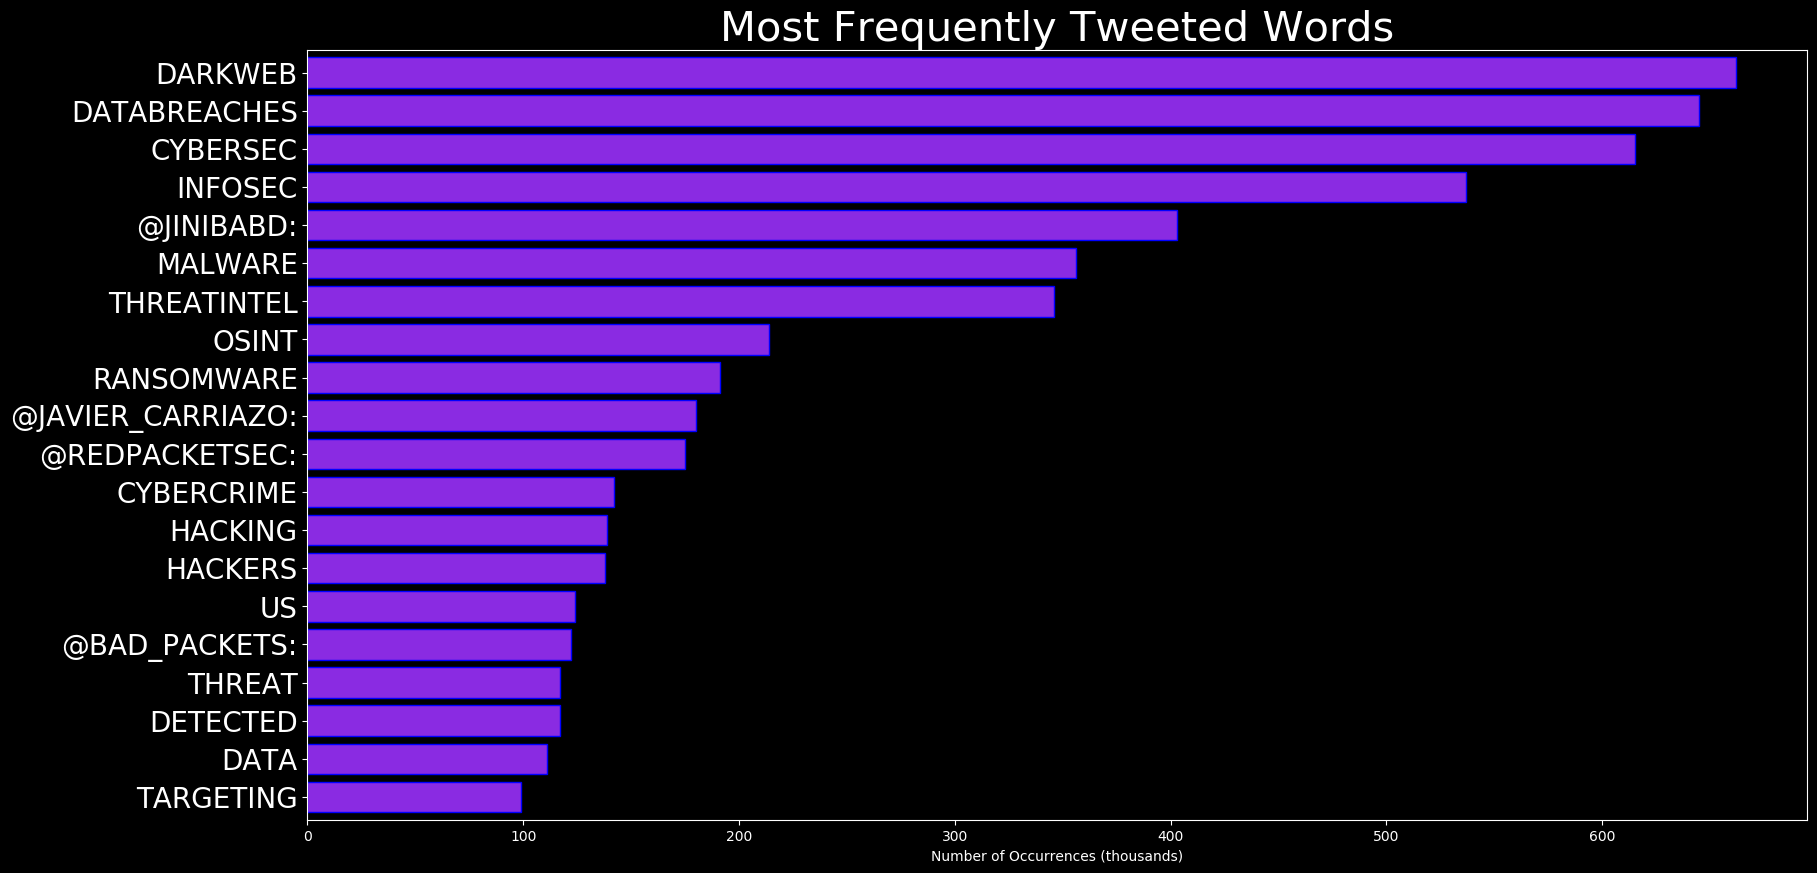 Most Frequently Tweeted Words
DARKWEB
DATABREACHES
CYBERSEC
INFOSEC
@JINIBABD:
MALWARE
THREATINTEL
OSINT
RANSOMWARE
@JAVIER_CARRIAZO:
@REDPACKETSEC:
CYBERCRIME
HACKING
HACKERS
US
@BAD_PACKETS:
THREAT
DETECTED
DATA
TARGETING
0 100 200 300 400 500 600
Number of Occurrences (thousands)